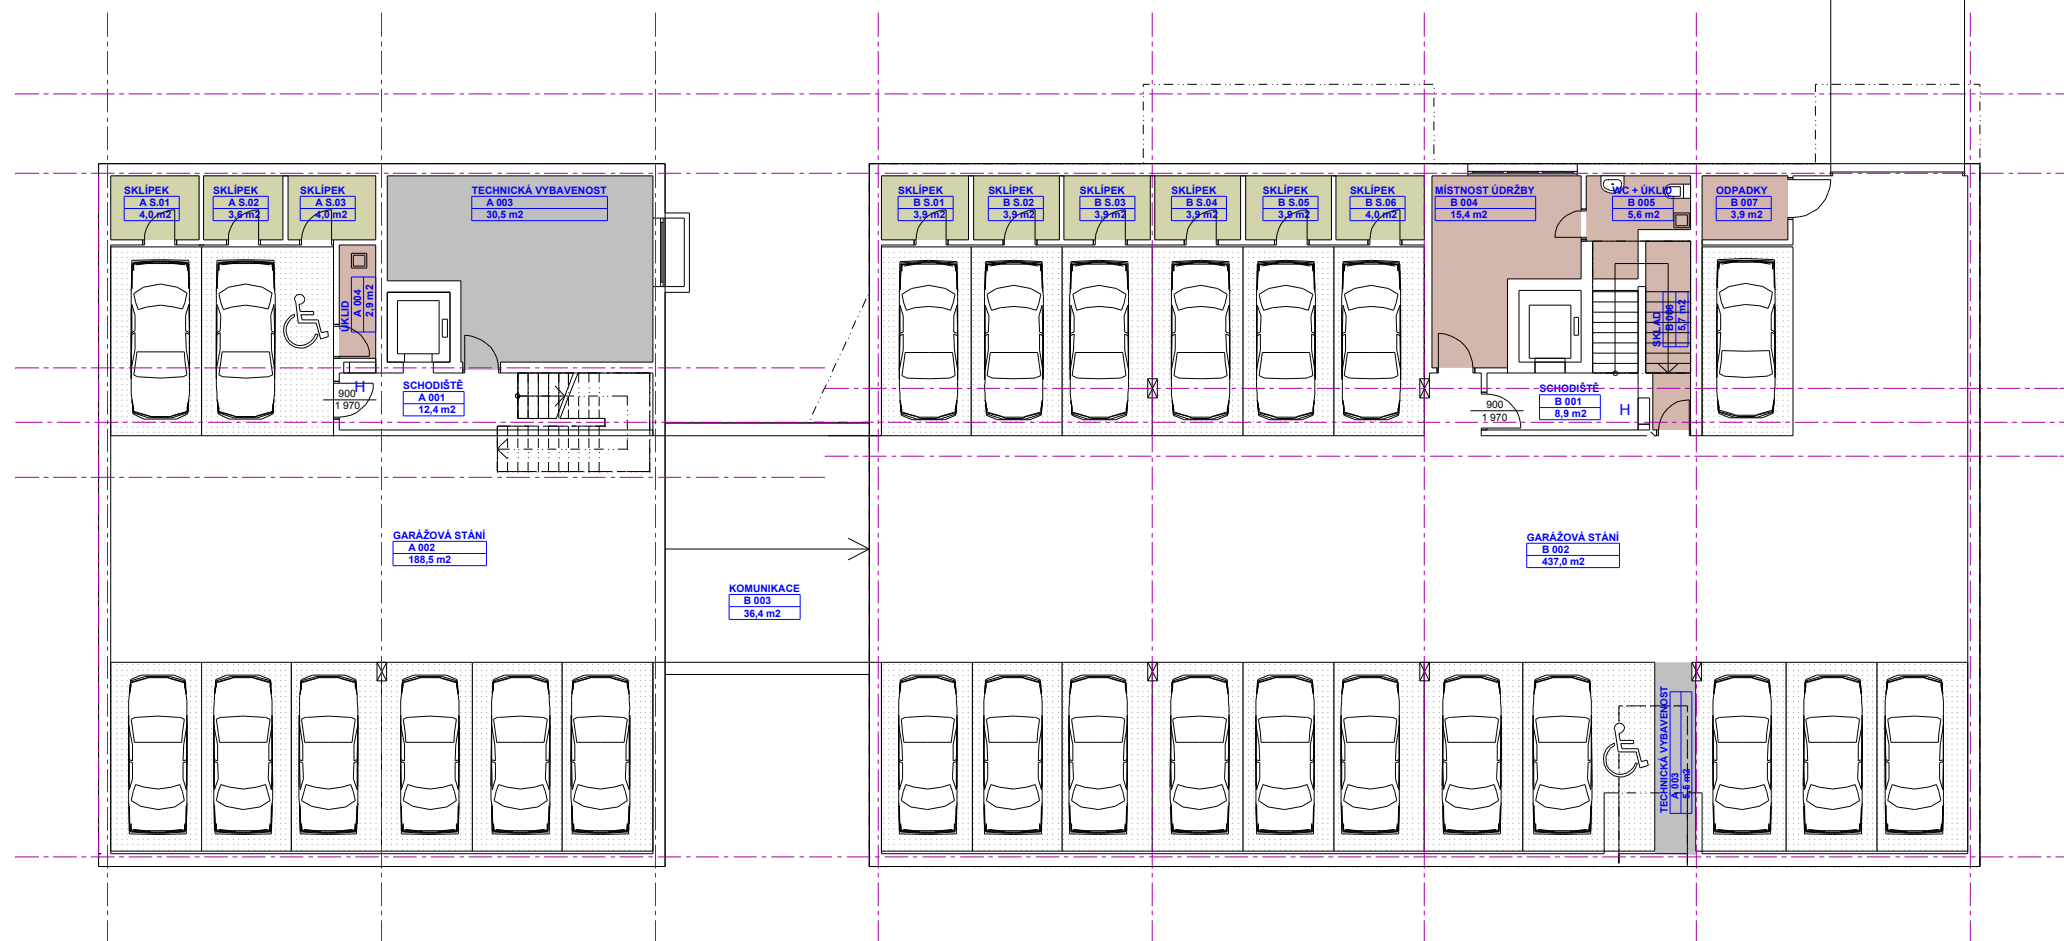 SKLÍPEK
A S.01
4,0 m2
SKLÍPEK
A S.02
3,6 m2
SKLÍPEK
A S.03
4,0 m2
TECHNICKÁ VYBAVENOST
A 003
30,5 m2
SKLÍPEK
B S.01
3,9 m2
SKLÍPEK
B S.02
3,9 m2
SKLÍPEK
B S.03
3,9 m2
SKLÍPEK
B S.04
3,9 m2
SKLÍPEK
B S.05
3,9 m2
SKLÍPEK
B S.06
4,0 m2
MÍSTNOST ÚDRŽBY
B 004
15,4 m2
WC + ÚKLID
B 005
5,6 m2
ODPADKY
B 007
3,9 m2
ÚKLID
A 004
2,9 m2
SKLAD
B 006
5,7 m2
H
900
1 970
SCHODIŠTĚ
A 001
12,4 m2
900
1 970
SCHODIŠTĚ
B 001
8,9 m2
H
GARÁŽOVÁ STÁNÍ
A 002
188,5 m2
GARÁŽOVÁ STÁNÍ
B 002
437,0 m2
KOMUNIKACE
B 003
36,4 m2
TECHNICKÁ VYBAVENOST
A 003
5,5 m2